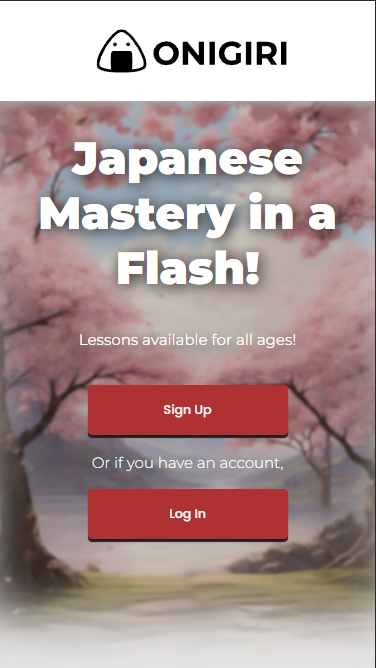 ONIGIRI
Japanese
Mastery in a
Flash!
Lessons available for all ages!
Sign Up
Or if you have an account,
Log In